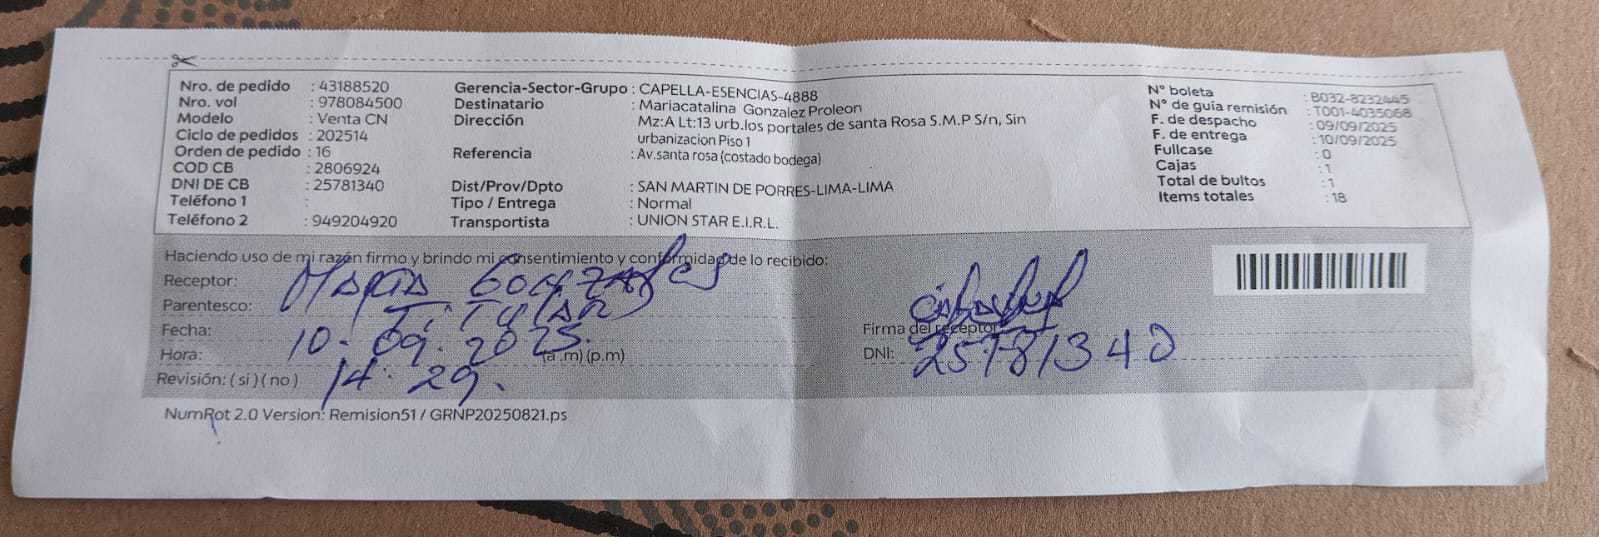 Nro. de pedido : 43188520
Nro. vol : 978084500
Modelo : Venta CN
Ciclo de pedidos : 202514
Orden de pedido : 16
COD CB : 2806924
DNI DE CB : 25781340
Teléfono 1 :
Teléfono 2 : 949204920
Gerencia-Sector-Grupo : CAPELLA-ESENCIAS-4888
Destinatario : Mariacatalina Gonzalez Proleon
Dirección : Mz:A Lt:13 urb.los portales de santa Rosa S.M.P S/n, Sin
urbanizacion Piso 1
Referencia : Av.santa rosa (costado bodega)
Dist/Prov/Dpto : SAN MARTIN DE PORRES-LIMA-LIMA
Tipo / Entrega : Normal
Transportista : UNION STAR E.I.R.L.
N° boleta : B032-8232445
N° de guía remisión : T001-4035068
F. de despacho : 09/09/2025
F. de entrega : 10/09/2025
Fullcase : 0
Cajas : 1
Total de bultos : 1
Items totales : 18
Haciendo uso de mi razón firmo y brindo mi consentimiento y conformidad de lo recibido:
Receptor: Maria Gonzales
Parentesco: TiTulAR
Fecha: 10.09.2025.
Hora: 14:29. (a .m) (p.m)
Revisión: ( si ) ( no )
Firma del receptor
DNI: 25781340
NumRot 2.0 Version: Remision51 / GRNP20250821.ps